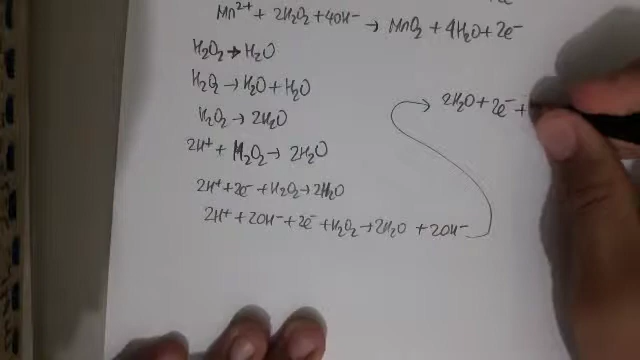 Mn²⁺ + 2H₂O₂ + 4OH⁻ → MnO₂ + 4H₂O + 2e⁻
H₂O₂ → H₂O
H₂O₂ → H₂O + H₂O
H₂O₂ → 2H₂O
2H⁺ + H₂O₂ → 2H₂O
2H⁺ + 2e⁻ + H₂O₂ → 2H₂O
2H⁺ + 2OH⁻ + 2e⁻ + H₂O₂ → 2H₂O + 2OH⁻
→ 2H₂O + 2e⁻ +